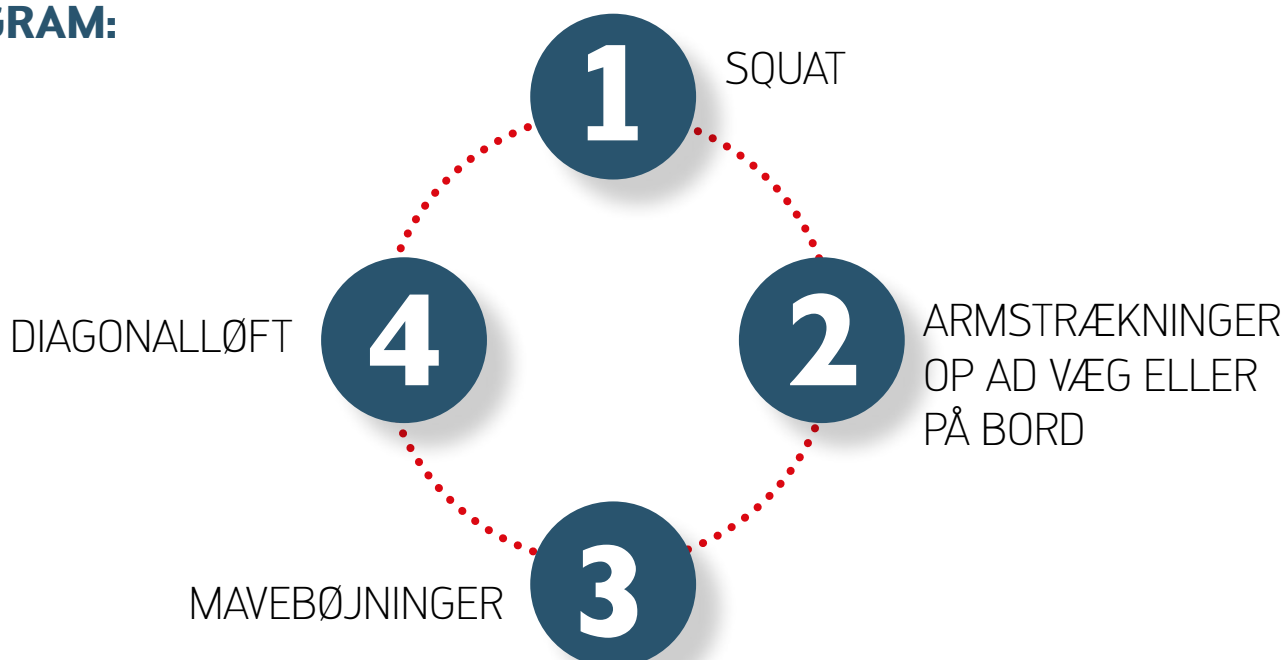 GRAM:
1
SQUAT
2
ARMSTRÆKNINGER
OP AD VÆG ELLER
PÅ BORD
3
MAVEBØJNINGER
4
DIAGONALLØFT